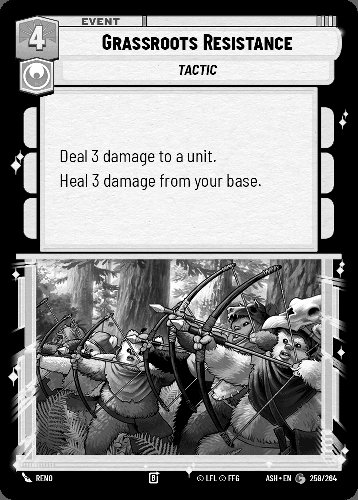 EVENT
4
GRASSROOTS RESISTANCE
TACTIC
Deal 3 damage to a unit.
Heal 3 damage from your base.
RENO
© LFL © FFG
ASH • EN
258/264